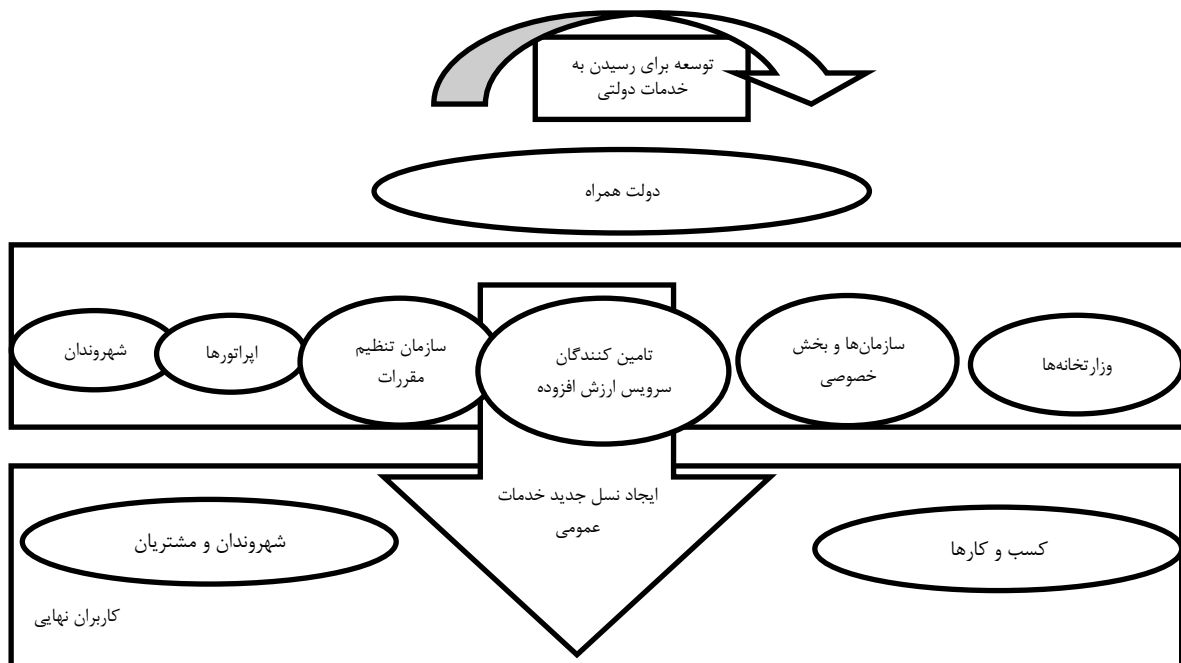 توسعه برای رسیدن به
خدمات دولتی
دولت همراه
وزارتخانه‌ها
سازمان‌ها و بخش
خصوصی
تامین کنندگان
سرویس ارزش افزوده
سازمان تنظیم
مقررات
اپراتورها
شهروندان
ایجاد نسل جدید خدمات
عمومی
کسب و کارها
شهروندان و مشتریان
کاربران نهایی